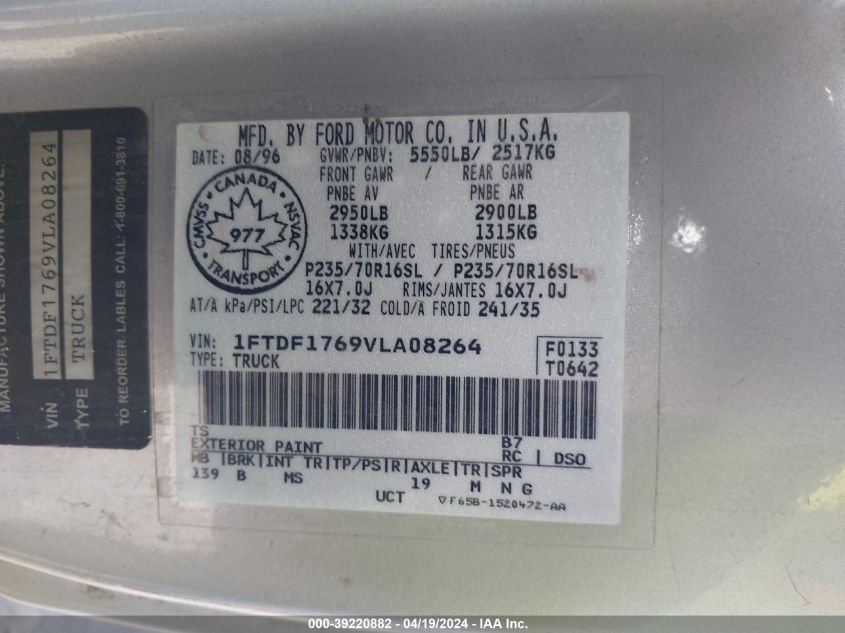 MFD. BY FORD MOTOR CO. IN U.S.A.
DATE: 08/96 GVWR/PNBV: 5550LB/ 2517KG
FRONT GAWR / REAR GAWR
PNBE AV PNBE AR
2950LB 2900LB
1338KG 1315KG
WITH/AVEC TIRES/PNEUS
P235/70R16SL / P235/70R16SL
16X7.0J RIMS/JANTES 16X7.0J
AT/A kPa/PSI/LPC 221/32 COLD/A FROID 241/35
CANADA
CMVSS NSVAC
977
TRANSPORT
VIN: 1FTDF1769VLA08264
TYPE: TRUCK
F0133
T0642
TS B7
EXTERIOR PAINT RC DSO
WB |BRK|INT TR|TP/PS|R|AXLE|TR|SPR
139 B MS 19 M N G
UCT ▽F65B-1520472-AA
MANUFACTURE SHOWN ABOVE.
VIN 1FTDF1769VLA08264
TYPE TRUCK
TO REORDER LABLES CALL: 1-800-691-3810
000-39220882 - 04/19/2024 - IAA Inc.